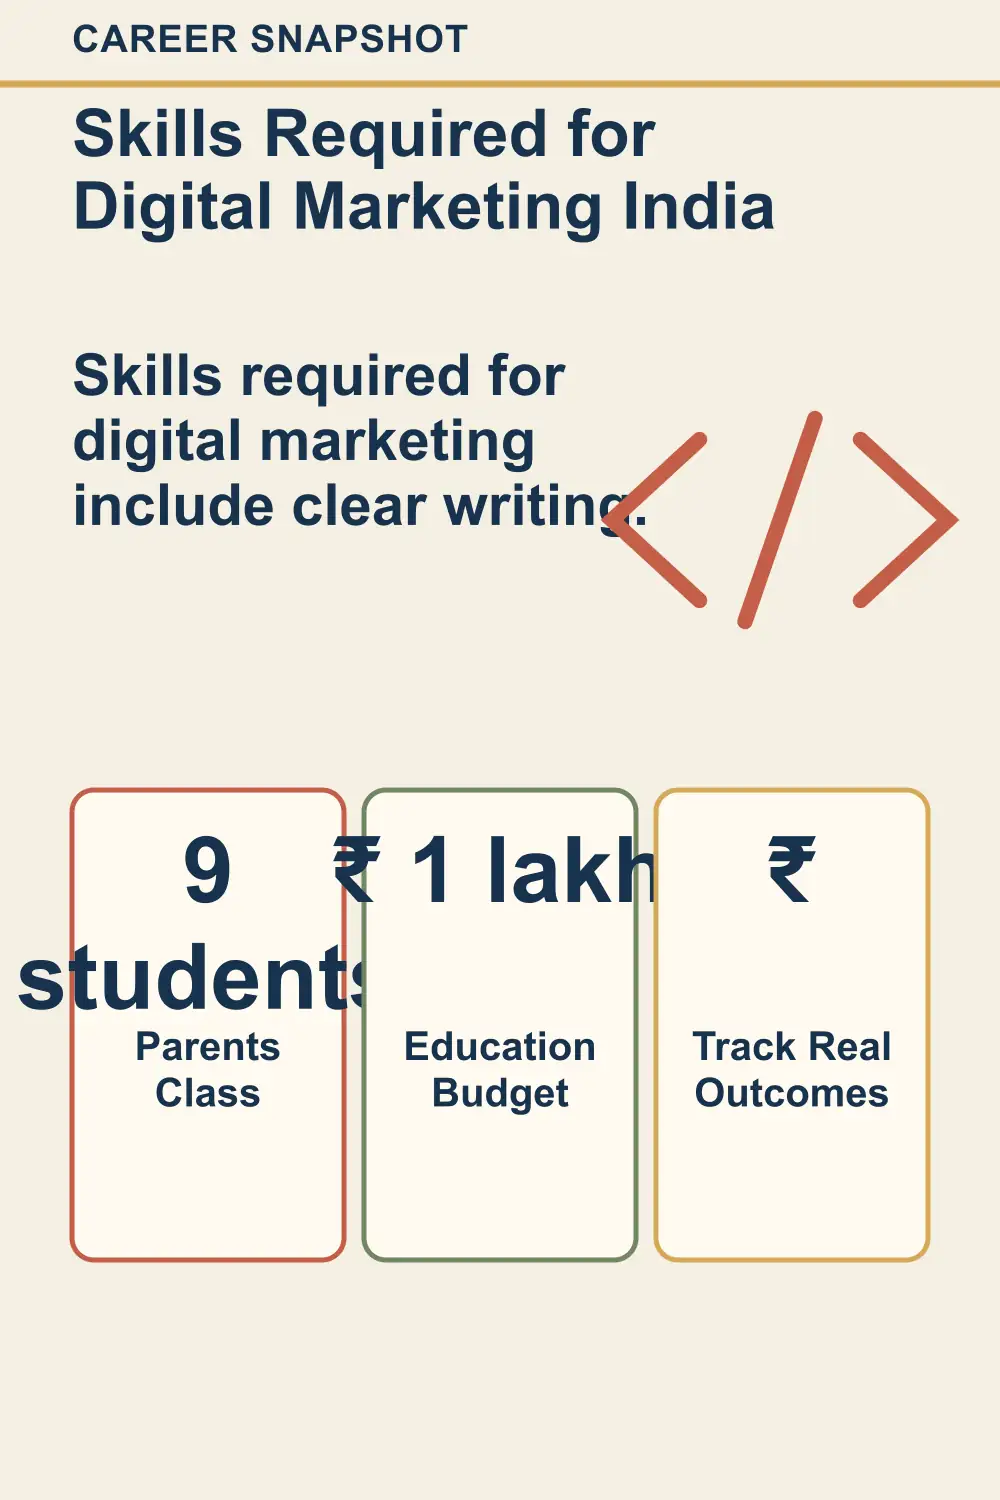 CAREER SNAPSHOT
Skills Required for
Digital Marketing India
Skills required for
digital marketing
include clear writing.
</>
9
students
Parents
Class
₹ 1 lakh
Education
Budget
₹
Track Real
Outcomes